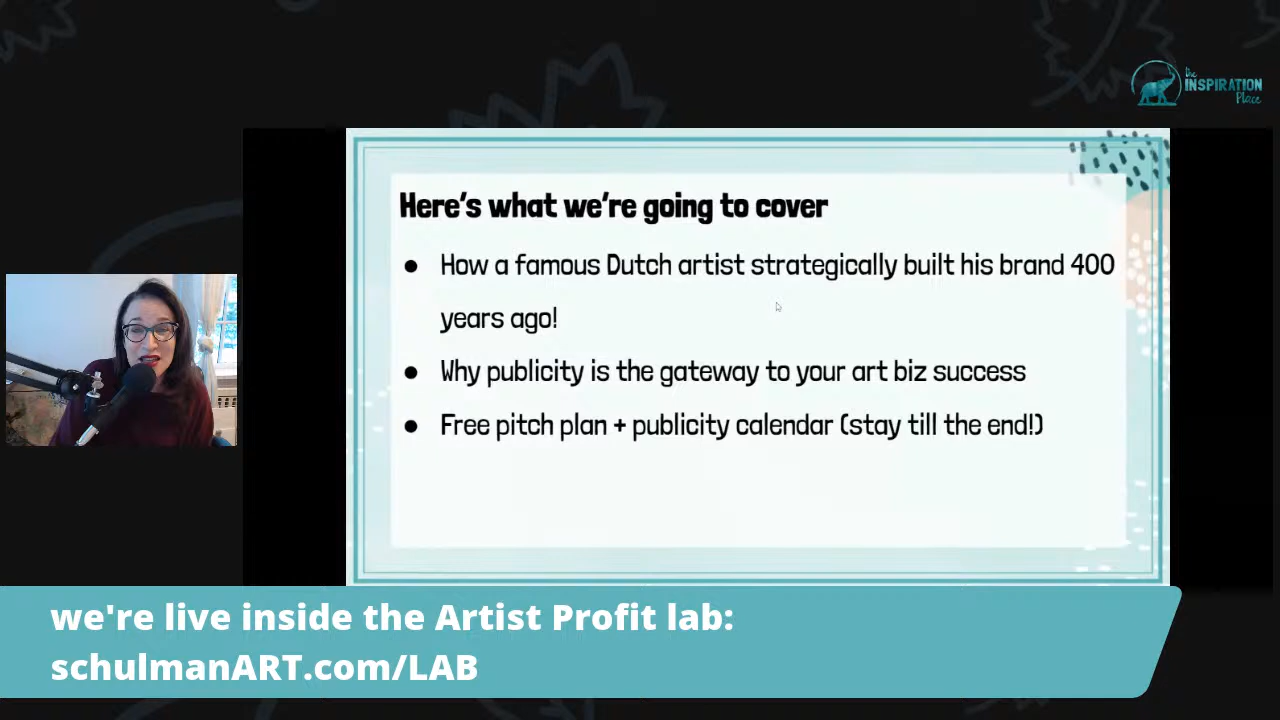 the
INSPIRATION
Place
Here's what we're going to cover
● How a famous Dutch artist strategically built his brand 400
years ago!
● Why publicity is the gateway to your art biz success
● Free pitch plan + publicity calendar (stay till the end!)
we're live inside the Artist Profit lab:
schulmanART.com/LAB